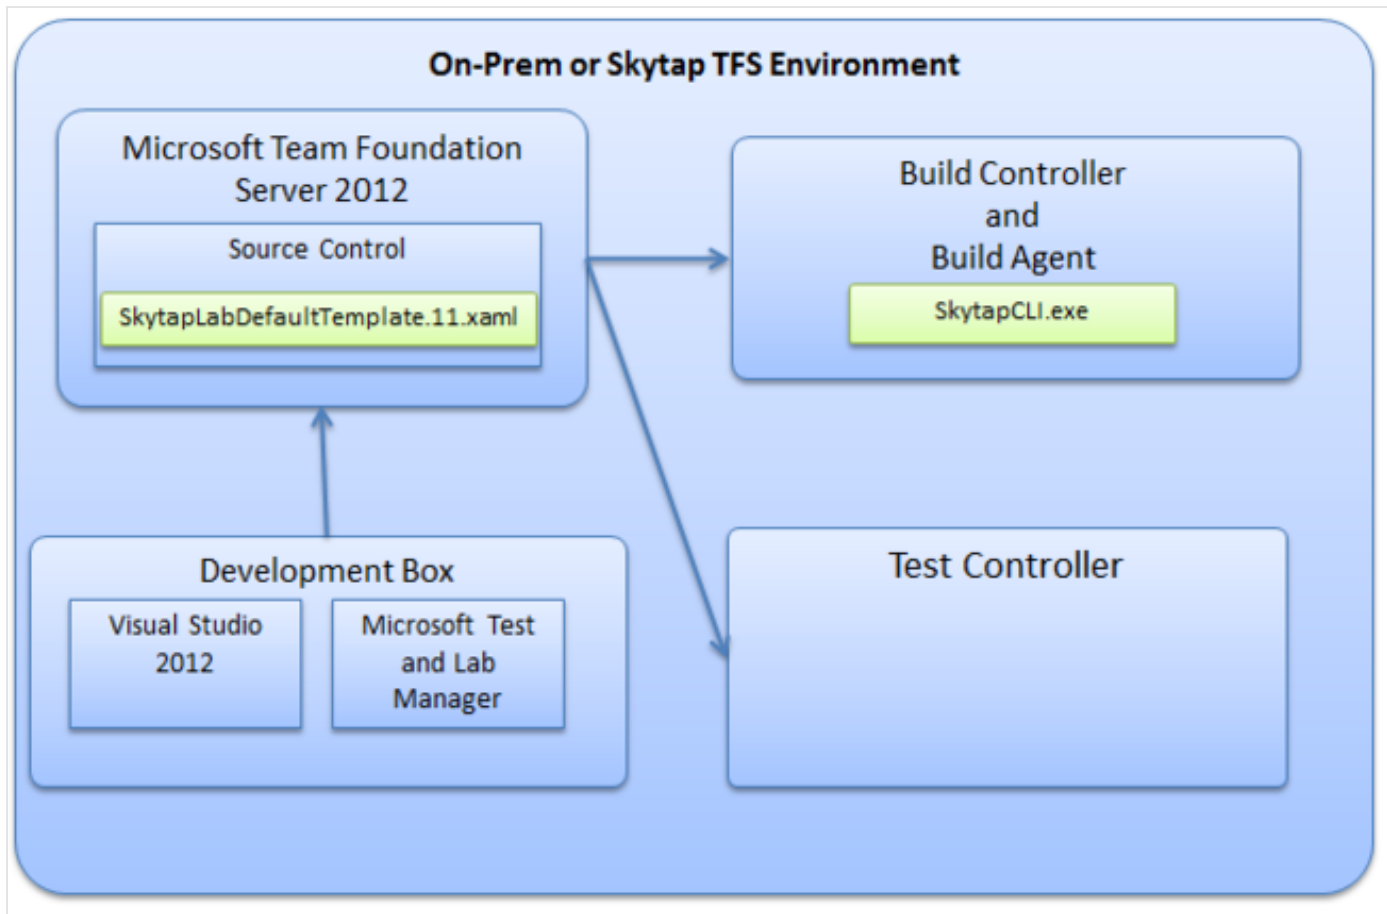 On-Prem or Skytap TFS Environment
Microsoft Team Foundation
Server 2012
Source Control
SkytapLabDefaultTemplate.11.xaml
Build Controller
and
Build Agent
SkytapCLI.exe
Development Box
Visual Studio
2012
Microsoft Test
and Lab
Manager
Test Controller